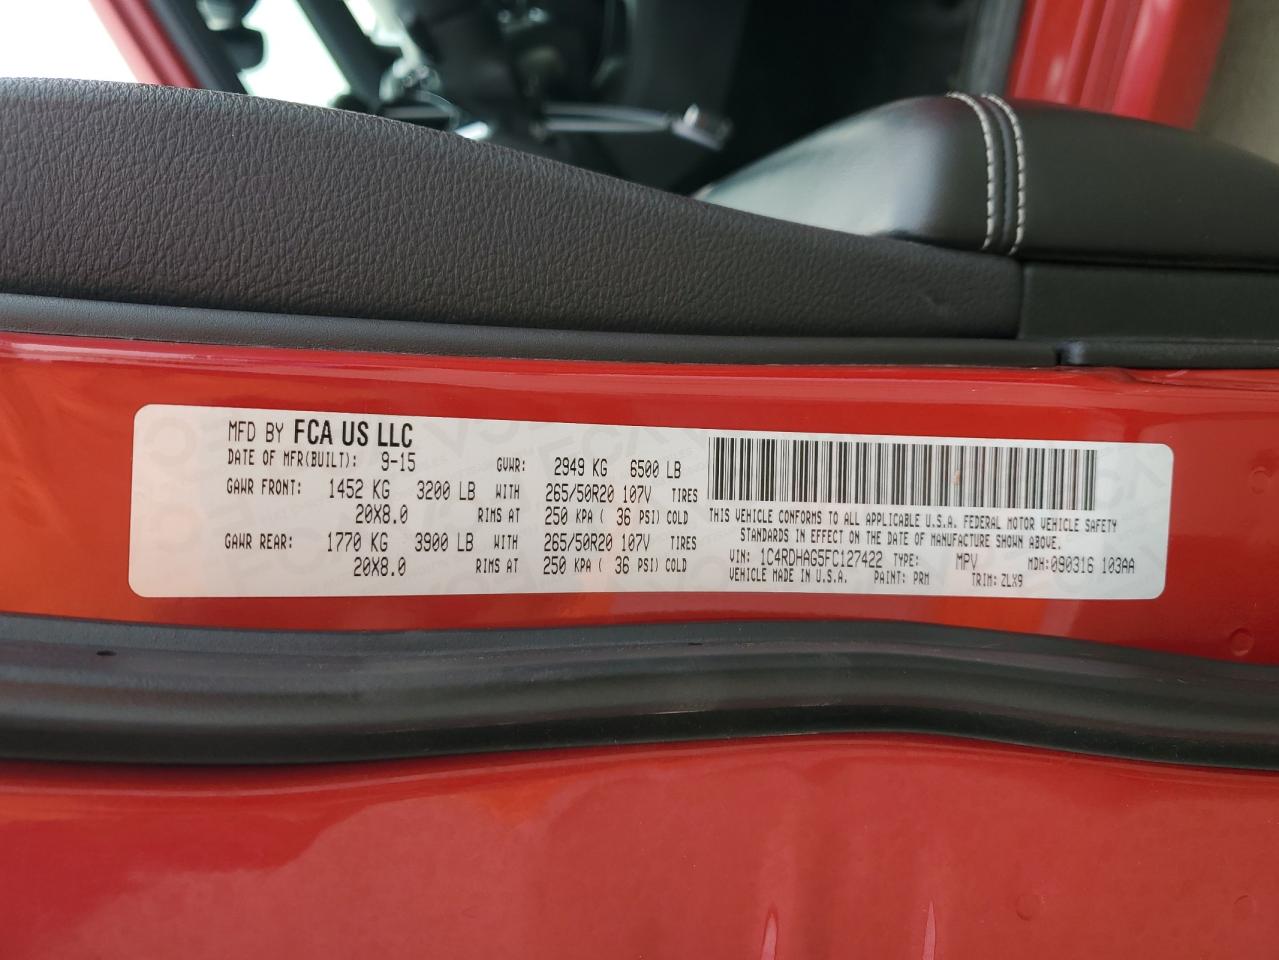 MFD BY FCA US LLC
DATE OF MFR(BUILT): 9-15 GVWR: 2949 KG 6500 LB
GAWR FRONT: 1452 KG 3200 LB WITH 265/50R20 107V TIRES
20X8.0 RIMS AT 250 KPA ( 36 PSI) COLD
GAWR REAR: 1770 KG 3900 LB WITH 265/50R20 107V TIRES
20X8.0 RIMS AT 250 KPA ( 36 PSI) COLD
THIS VEHICLE CONFORMS TO ALL APPLICABLE U.S.A. FEDERAL MOTOR VEHICLE SAFETY
STANDARDS IN EFFECT ON THE DATE OF MANUFACTURE SHOWN ABOVE.
VIN: 1C4RDHAG5FC127422 TYPE: MPV MDH: 090316 103AA
VEHICLE MADE IN U.S.A. PAINT: PRM TRIM: ZLX9